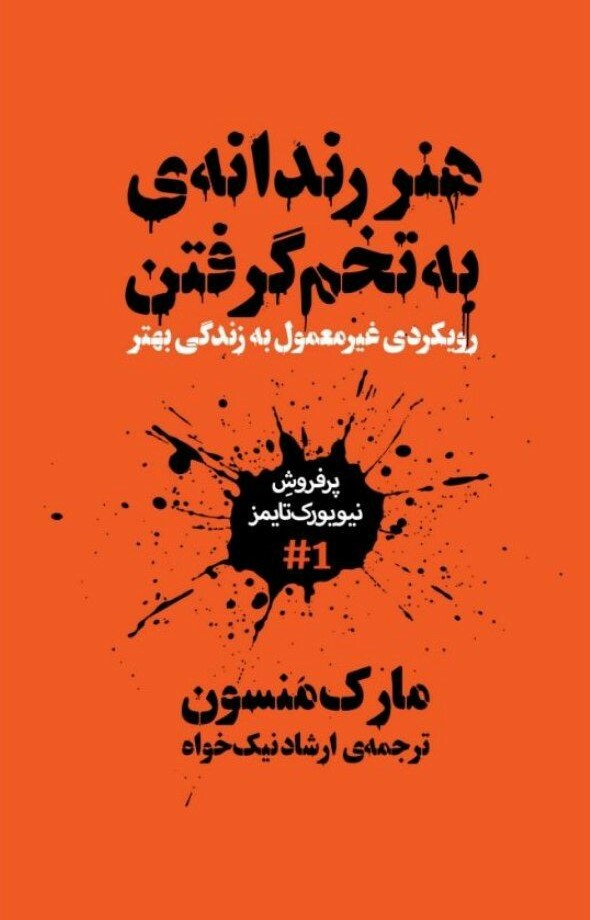 هنر رندانه‌ی
به تخم گرفتن
رویکردی غیرمعمول به زندگی بهتر
پرفروشِ
نیویورک‌تایمز
#1
مارک مَنسون
ترجمه‌ی ارشاد نیک‌خواه